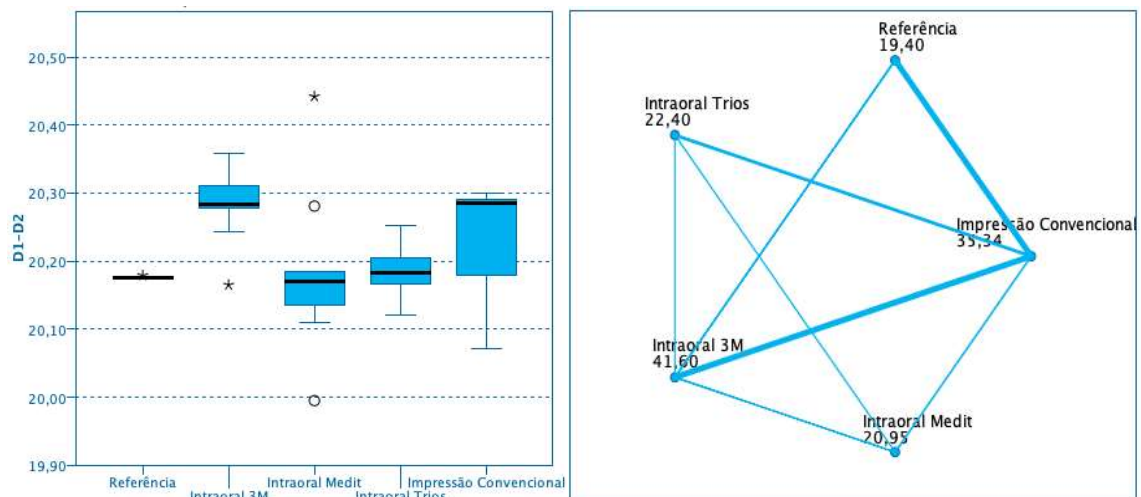 20,50
20,40
20,30
20,20
20,10
20,00
19,90
D1-D2
Referência
Intraoral 3M
Intraoral Medit
Intraoral Trios
Impressão Convencional
Referência
19,40
Intraoral Trios
22,40
Impressão Convencional
35,34
Intraoral 3M
41,60
Intraoral Medit
20,95